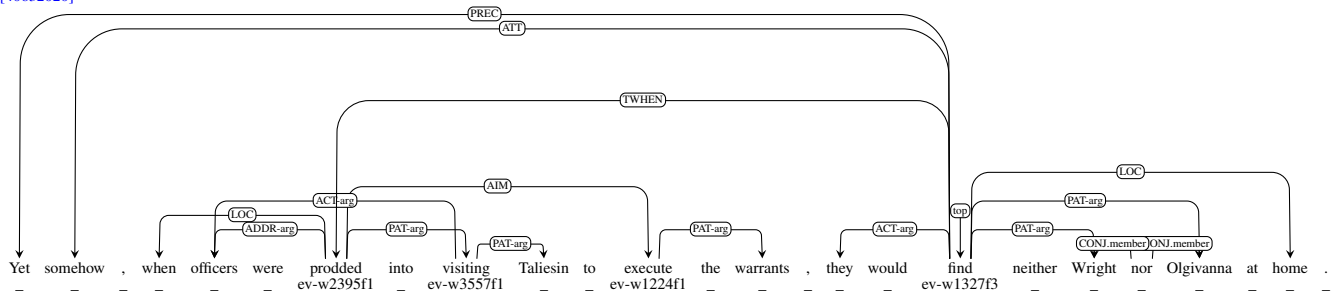 PREC
ATT
TWHEN
LOC
AIM
ACT-arg
PAT-arg
top
LOC
ADDR-arg
PAT-arg
PAT-arg
PAT-arg
ACT-arg
PAT-arg
CONJ.member
ONJ.member
Yet somehow , when officers were prodded into visiting Taliesin to execute the warrants , they would find neither Wright nor Olgivanna at home .
_ _ _ _ _ _ ev-w2395f1 _ ev-w3557f1 _ _ ev-w1224f1 _ _ _ _ _ ev-w1327f3 _ _ _ _ _ _ _